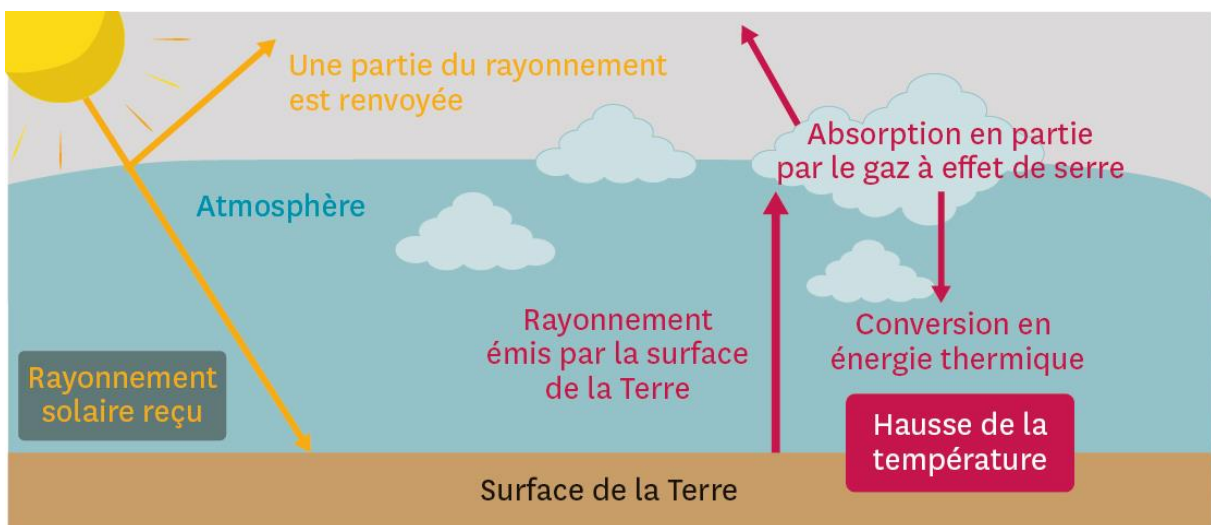 Une partie du rayonnement
est renvoyée
Absorption en partie
par le gaz à effet de serre
Atmosphère
Rayonnement
émis par la surface
de la Terre
Conversion en
énergie thermique
Rayonnement
solaire reçu
Hausse de la
température
Surface de la Terre